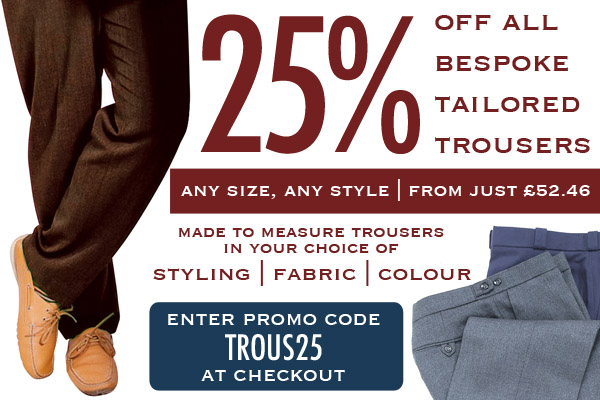 25%
OFF ALL
BESPOKE
TAILORED
TROUSERS
ANY SIZE, ANY STYLE | FROM JUST £52.46
MADE TO MEASURE TROUSERS
IN YOUR CHOICE OF
STYLING | FABRIC | COLOUR
ENTER PROMO CODE
TROUS25
AT CHECKOUT